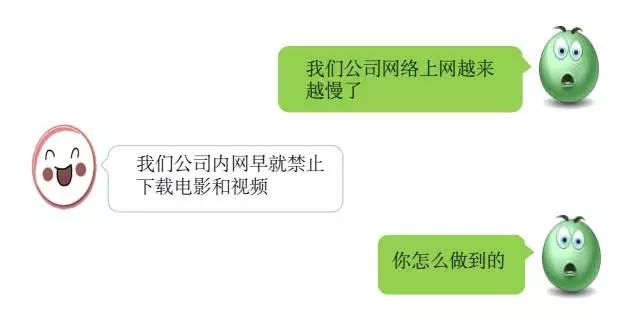 我们公司网络上网越来
越慢了
我们公司内网早就禁止
下载电影和视频
你怎么做到的